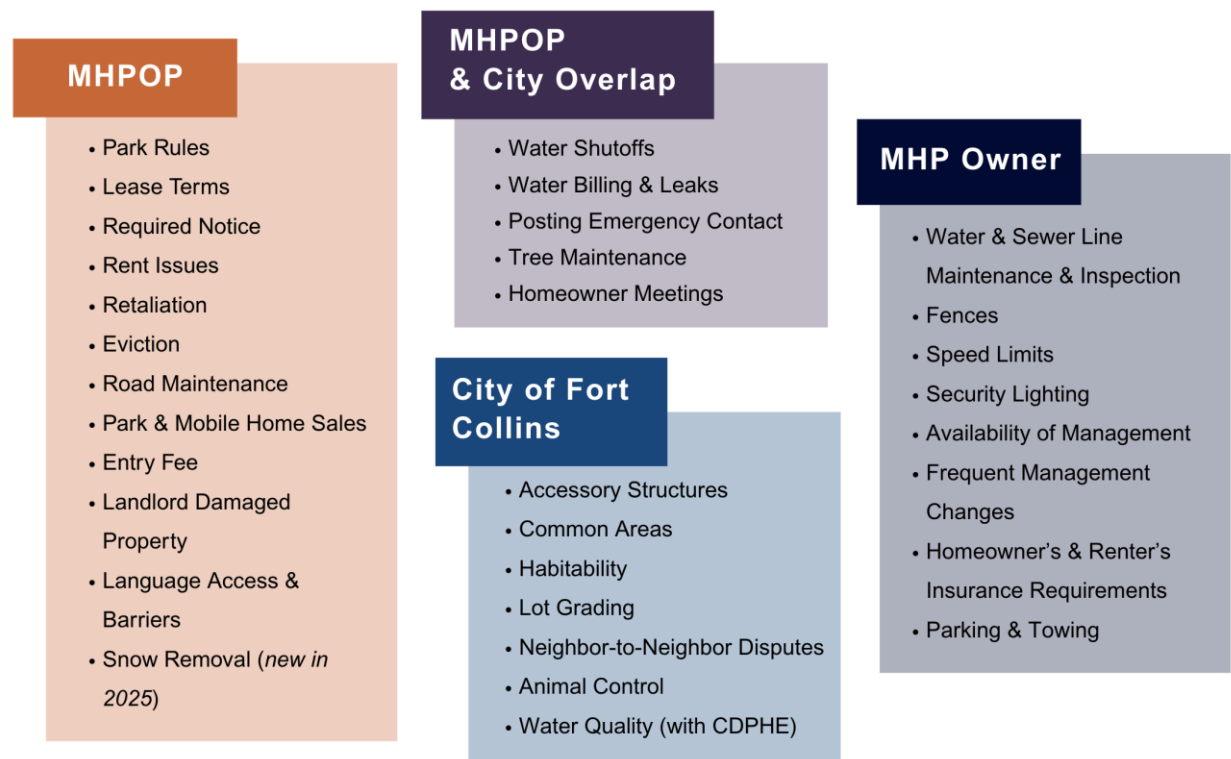 MHPOP
• Park Rules
• Lease Terms
• Required Notice
• Rent Issues
• Retaliation
• Eviction
• Road Maintenance
• Park & Mobile Home Sales
• Entry Fee
• Landlord Damaged
Property
• Language Access &
Barriers
• Snow Removal (new in
2025)
MHPOP
& City Overlap
• Water Shutoffs
• Water Billing & Leaks
• Posting Emergency Contact
• Tree Maintenance
• Homeowner Meetings
City of Fort
Collins
• Accessory Structures
• Common Areas
• Habitability
• Lot Grading
• Neighbor-to-Neighbor Disputes
• Animal Control
• Water Quality (with CDPHE)
MHP Owner
• Water & Sewer Line
Maintenance & Inspection
• Fences
• Speed Limits
• Security Lighting
• Availability of Management
• Frequent Management
Changes
• Homeowner’s & Renter’s
Insurance Requirements
• Parking & Towing